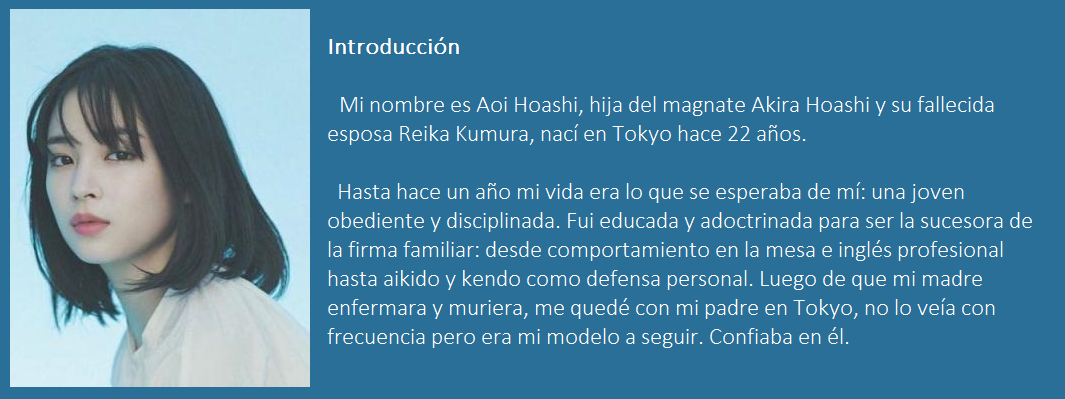 Introducción
Mi nombre es Aoi Hoashi, hija del magnate Akira Hoashi y su fallecida
esposa Reika Kumura, nací en Tokyo hace 22 años.
Hasta hace un año mi vida era lo que se esperaba de mí: una joven
obediente y disciplinada. Fui educada y adoctrinada para ser la sucesora de
la firma familiar: desde comportamiento en la mesa e inglés profesional
hasta aikido y kendo como defensa personal. Luego de que mi madre
enfermara y muriera, me quedé con mi padre en Tokyo, no lo veía con
frecuencia pero era mi modelo a seguir. Confiaba en él.